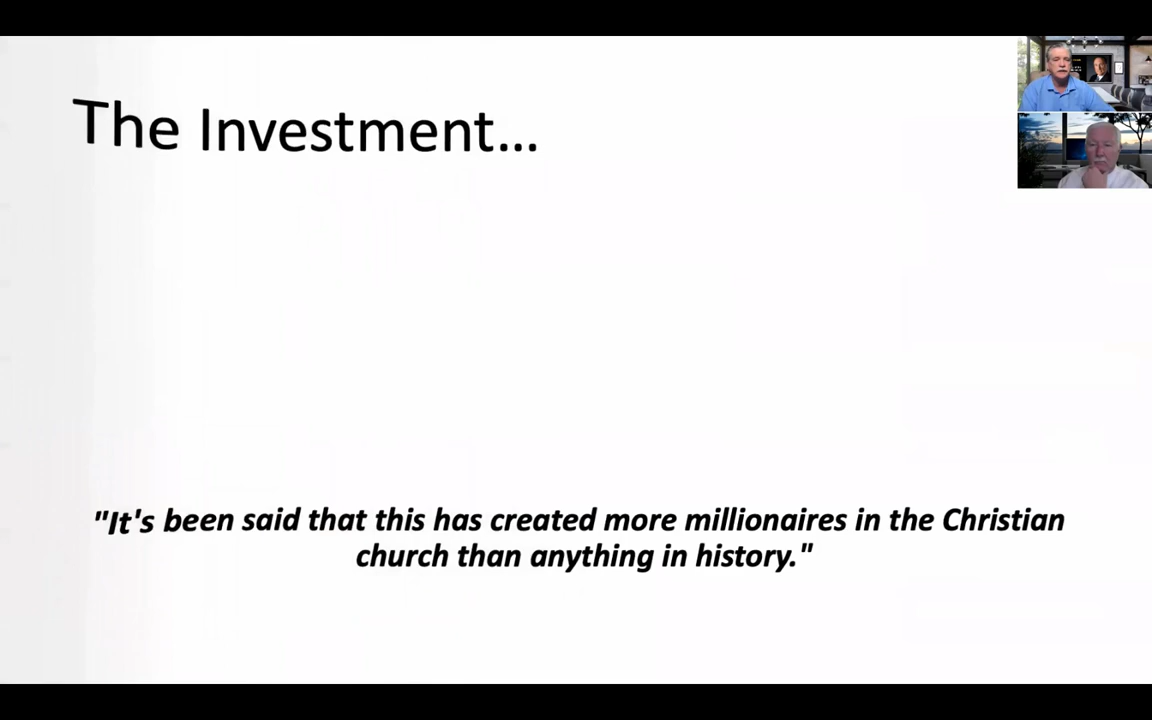 The Investment...
"It's been said that this has created more millionaires in the Christian
church than anything in history."